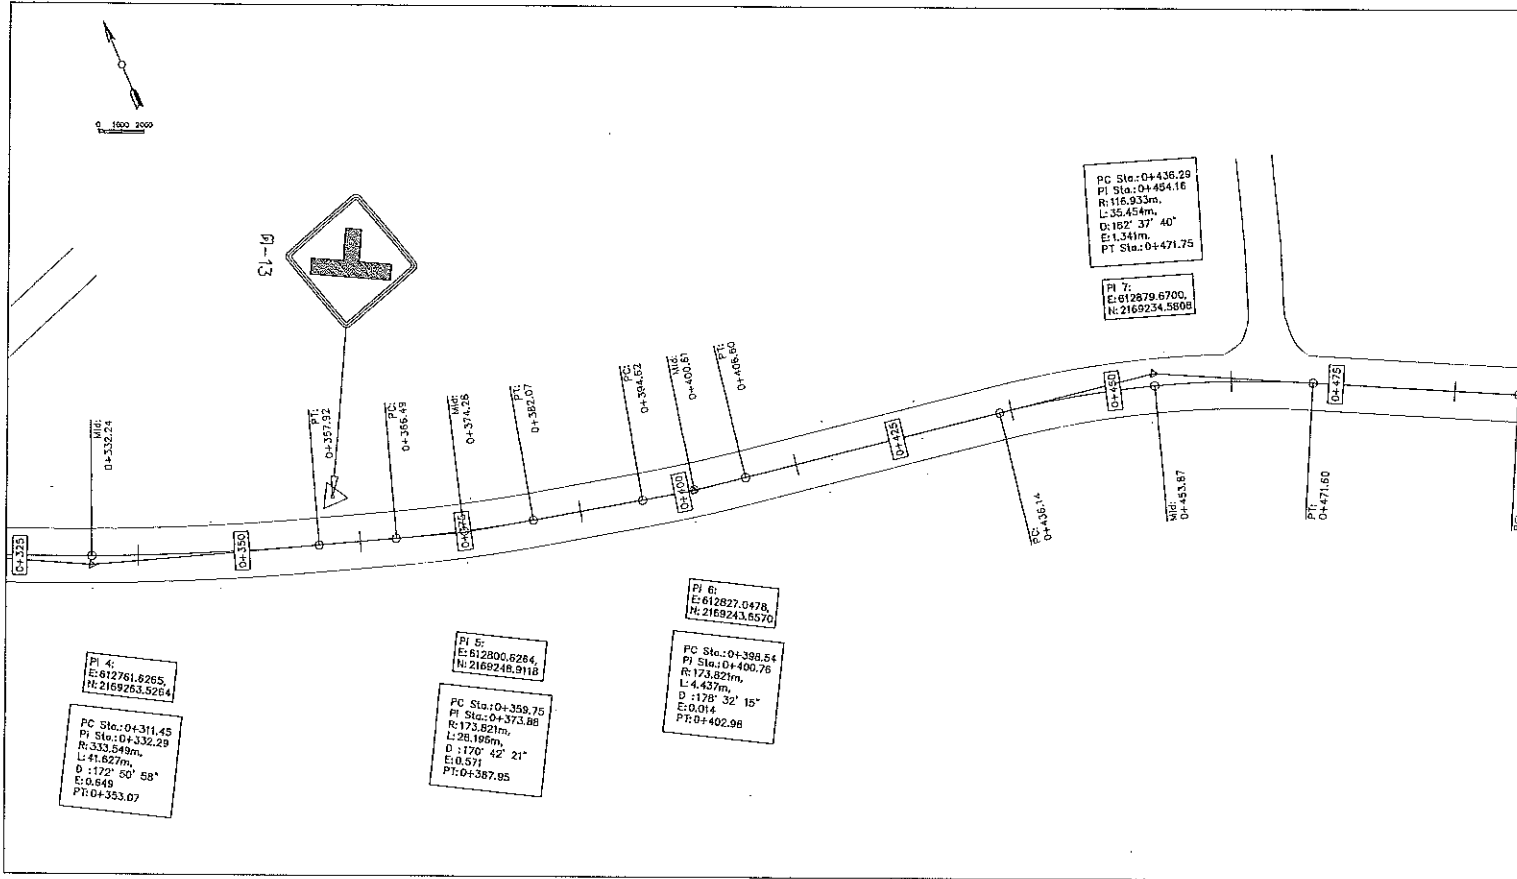 0 1000 2000
ต-13
PC Sta.:0+436.29
PI Sta.:0+454.16
R:116.933m,
L:35.454m,
D:162° 37' 40"
E:1.341m,
PT Sta.:0+471.75
PI 7:
E:612879.6700,
N:2169234.5808
Mid:
0+332.24
PT:
0+357.92
PC:
0+366.49
Mid:
0+374.26
PT:
0+382.07
PC:
0+394.62
Mid:
0+400.61
PT:
0+406.60
0+325
0+350
0+375
0+400
0+425
0+450
0+475
PC:
0+436.14
Mid:
0+453.87
PT:
0+471.60
PI 4:
E:612761.6265,
N:2169263.5264
PC Sta.:0+311.45
PI Sta.:0+332.29
R:333.549m,
L:41.627m,
D :172° 50' 58"
E:0.649
PT:0+353.07
PI 5:
E:612800.6264,
N:2169248.9118
PC Sta.:0+359.75
PI Sta.:0+373.88
R:173.821m,
L:28.196m,
D :170° 42' 21"
E:0.571
PT:0+387.95
PI 6:
E:612827.0478,
N:2169243.6570
PC Sta.:0+398.54
PI Sta.:0+400.76
R:173.821m,
L:4.437m,
D :178° 32' 15"
E:0.014
PT:0+402.98